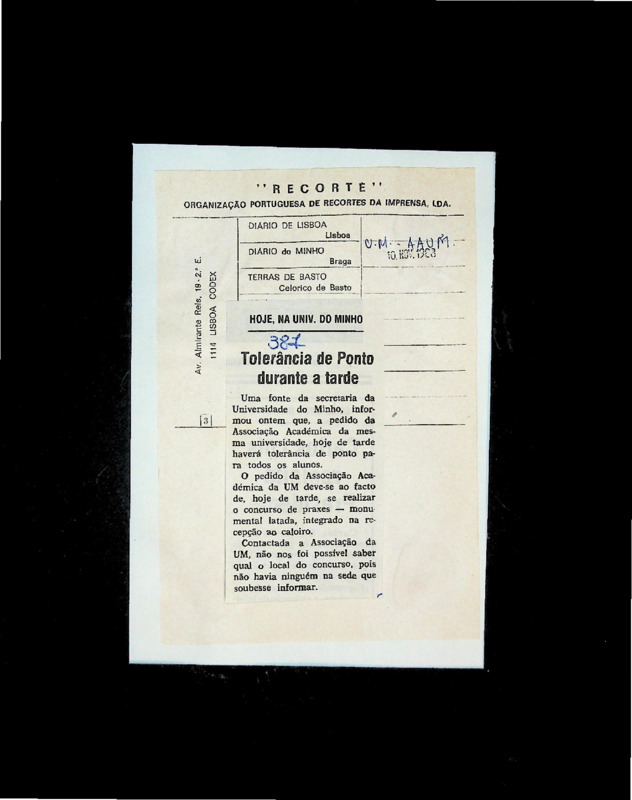 "RECORTE"
ORGANIZAÇÃO PORTUGUESA DE RECORTES DA IMPRENSA, LDA.
DIÁRIO DE LISBOA
Lisboa
DIÁRIO do MINHO
Braga
TERRAS DE BASTO
Celorico de Basto
U.M. - AAUM.
10. NOV. 1983
Av. Almirante Reis, 19-2.º E.
1114 LISBOA CODEX
3
HOJE, NA UNIV. DO MINHO
387
Tolerância de Ponto
durante a tarde
Uma fonte da secretaria da
Universidade do Minho, infor-
mou ontem que, a pedido da
Associação Académica da mes-
ma universidade, hoje de tarde
haverá tolerância de ponto pa-
ra todos os alunos.
O pedido da Associação Aca-
démica da UM deve-se ao facto
de, hoje de tarde, se realizar
o concurso de praxes — monu-
mental latada, integrado na re-
cepção ao caloiro.
Contactada a Associação da
UM, não nos foi possível saber
qual o local do concurso, pois
não havia ninguém na sede que
soubesse informar.